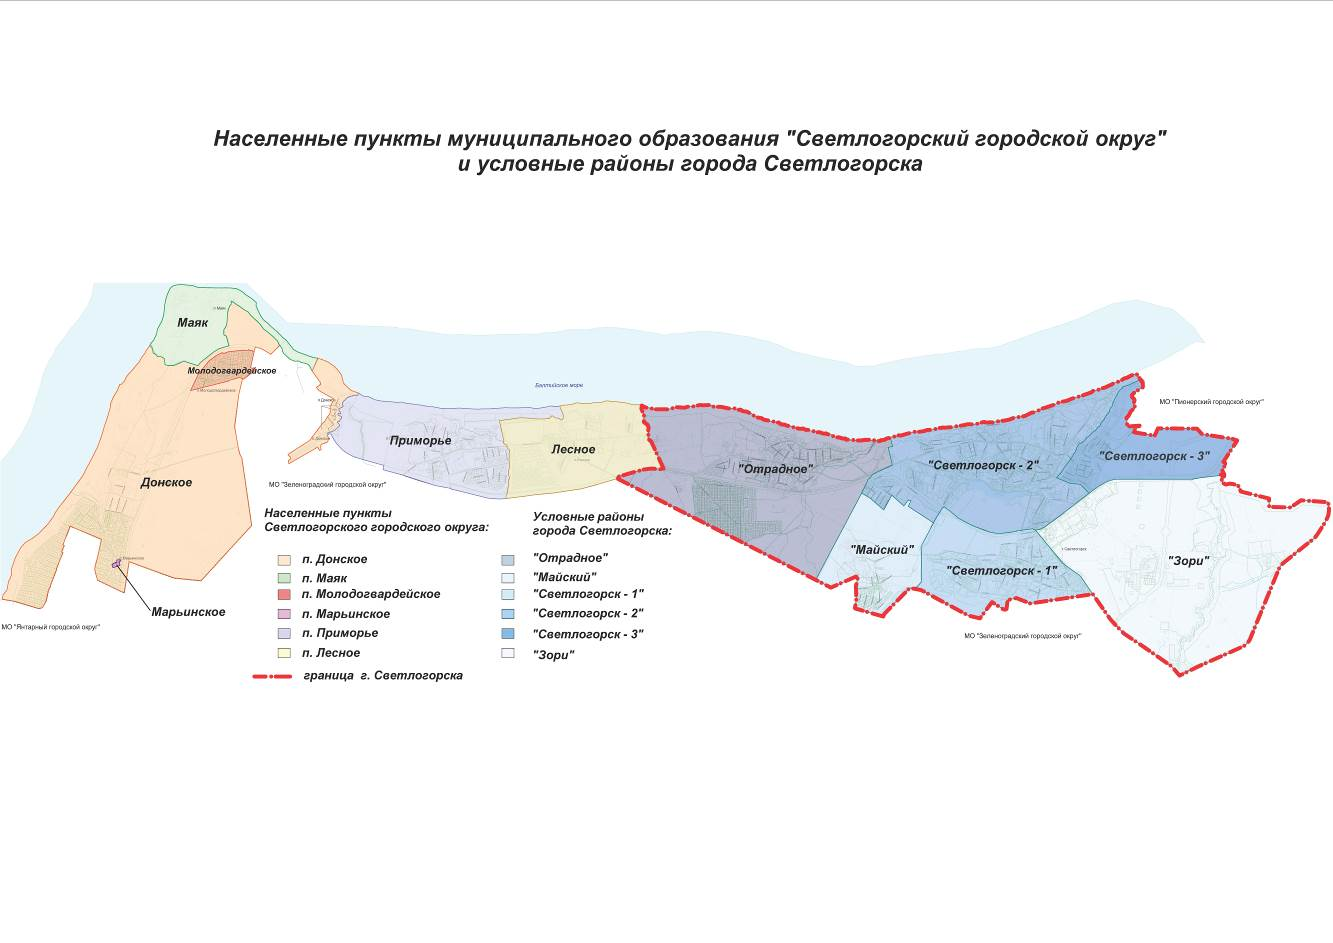 Населенные пункты муниципального образования "Светлогорский городской округ"
и условные районы города Светлогорска
п. Маяк
Маяк
Молодогвардейское
Балтийское море
МО "Пионерский городской округ"
Приморье
Лесное
"Отрадное"
"Светлогорск - 2"
"Светлогорск - 3"
Донское
МО "Зеленоградский городской округ"
"Майский"
"Светлогорск - 1"
"Зори"
Марьинское
МО "Янтарный городской округ"
МО "Зеленоградский городской округ"
Населенные пункты
Светлогорского городского округа:
п. Донское
п. Маяк
п. Молодогвардейское
п. Марьинское
п. Приморье
п. Лесное
граница г. Светлогорска
Условные районы
города Светлогорска:
"Отрадное"
"Майский"
"Светлогорск - 1"
"Светлогорск - 2"
"Светлогорск - 3"
"Зори"